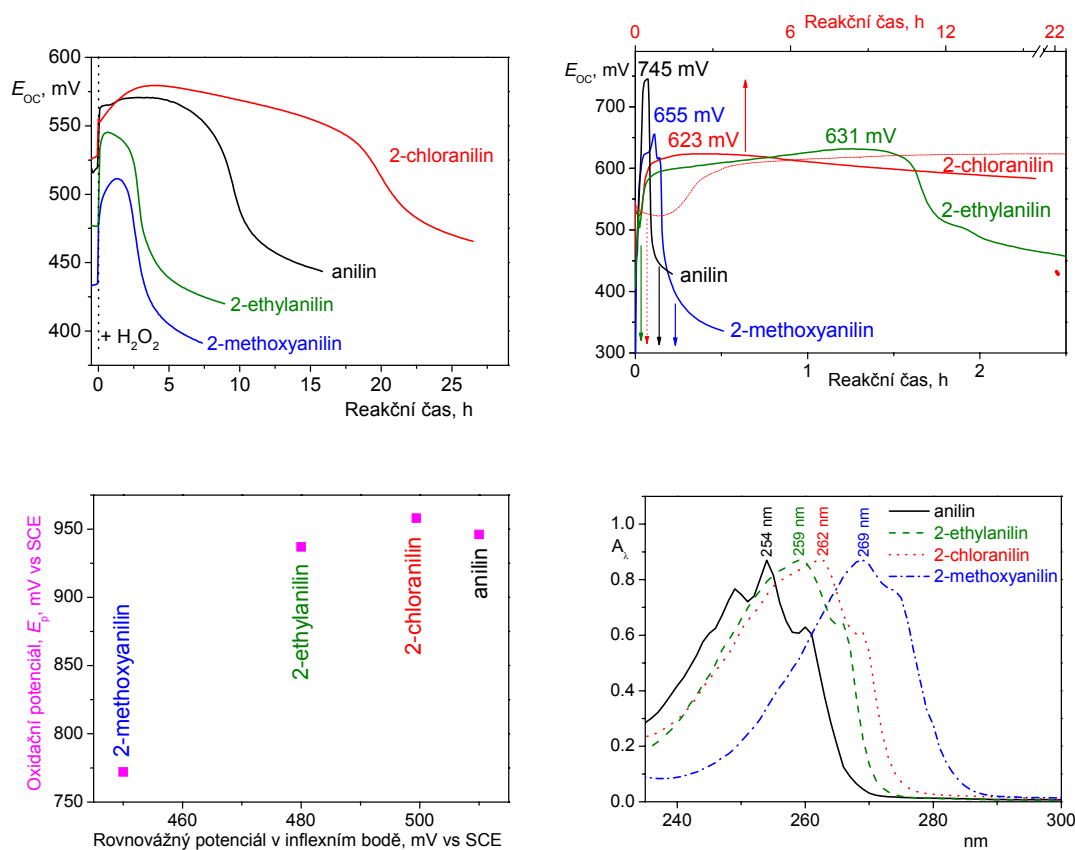 600
550
500
450
400
E_OC, mV
2-chloranilin
anilin
2-ethylanilin
2-methoxyanilin
+ H₂O₂
0 5 10 15 20 25
Reakční čas, h
Reakční čas, h
0 6 12 22
E_OC, mV
700
600
500
400
300
745 mV
655 mV
623 mV
631 mV
2-chloranilin
2-ethylanilin
anilin
2-methoxyanilin
0 1 2
Reakční čas, h
Oxidační potenciál, E_p, mV vs SCE
950
900
850
800
750
2-methoxyanilin
2-ethylanilin
2-chloranilin
anilin
460 480 500
Rovnovážný potenciál v inflexním bodě, mV vs SCE
1.0
A_λ
0.8
0.6
0.4
0.2
0.0
254 nm
259 nm
262 nm
269 nm
anilin
2-ethylanilin
2-chloranilin
2-methoxyanilin
240 260 280 300
nm